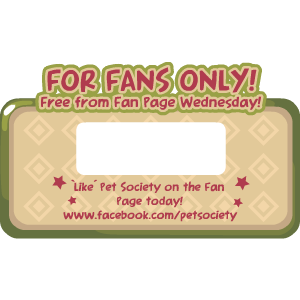 FOR FANS ONLY!
Free from Fan Page Wednesday!
"Like" Pet Society on the Fan
Page today!
www.facebook.com/petsociety